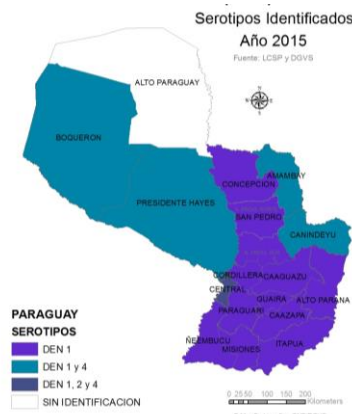 Serotipos Identificados
Año 2015
Fuente: LCSP y DGVS
ALTO PARAGUAY
BOQUERON
AMAMBAY
CONCEPCION
PRESIDENTE HAYES
SAN PEDRO
CANINDEYU
CORDILLERA
CAAGUAZU
CENTRAL
GUAIRA
ALTO PARANA
PARAGUARI
CAAZAPA
ÑEEMBUCU
MISIONES
ITAPUA
PARAGUAY
SEROTIPOS
DEN 1
DEN 1 y 4
DEN 1, 2 y 4
SIN IDENTIFICACION
0 25 50 100 150 200
Kilometers